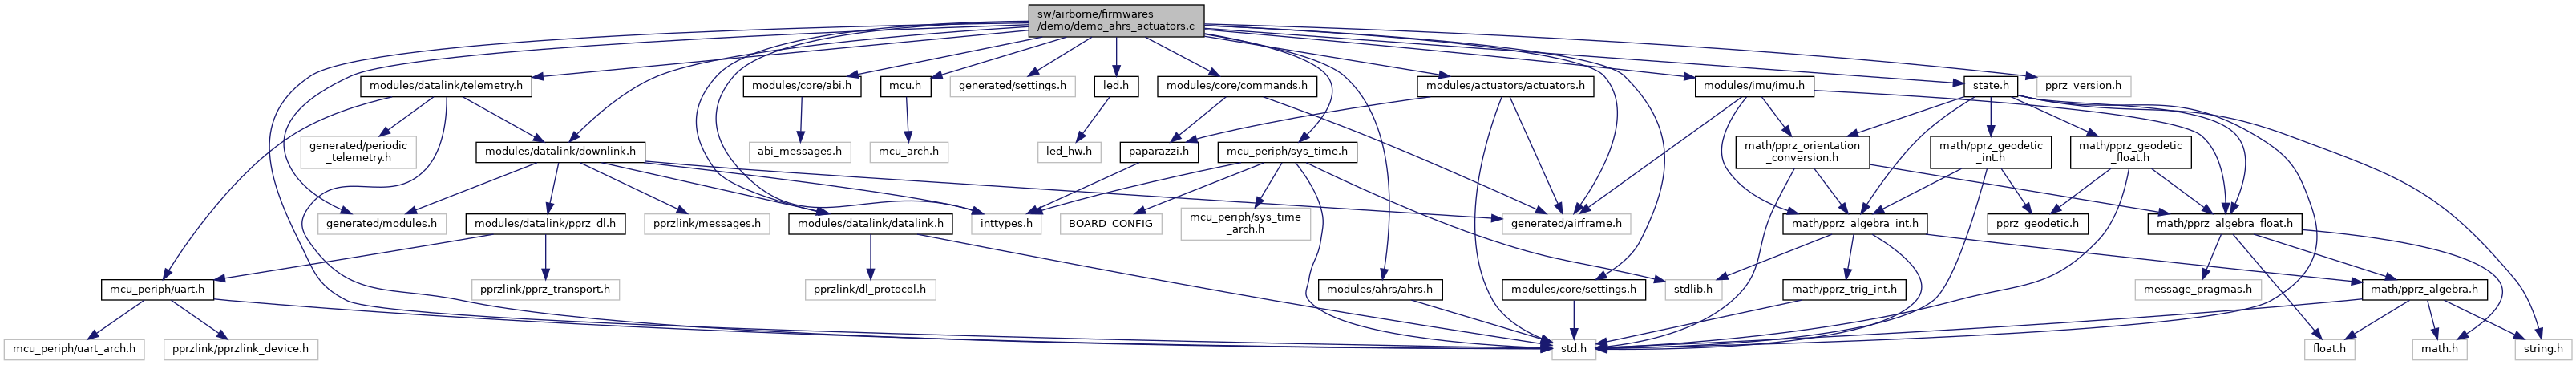 sw/airborne/firmwares
/demo/demo_ahrs_actuators.c
modules/datalink/telemetry.h
modules/core/abi.h
mcu.h
generated/settings.h
led.h
modules/core/commands.h
modules/actuators/actuators.h
modules/imu/imu.h
state.h
pprz_version.h
generated/periodic
_telemetry.h
modules/datalink/downlink.h
abi_messages.h
mcu_arch.h
led_hw.h
paparazzi.h
mcu_periph/sys_time.h
math/pprz_orientation
_conversion.h
math/pprz_geodetic
_int.h
math/pprz_geodetic
_float.h
generated/modules.h
modules/datalink/pprz_dl.h
pprzlink/messages.h
modules/datalink/datalink.h
inttypes.h
BOARD_CONFIG
mcu_periph/sys_time
_arch.h
generated/airframe.h
math/pprz_algebra_int.h
pprz_geodetic.h
math/pprz_algebra_float.h
mcu_periph/uart.h
pprzlink/pprz_transport.h
pprzlink/dl_protocol.h
modules/ahrs/ahrs.h
modules/core/settings.h
stdlib.h
math/pprz_trig_int.h
message_pragmas.h
math/pprz_algebra.h
mcu_periph/uart_arch.h
pprzlink/pprzlink_device.h
std.h
float.h
math.h
string.h